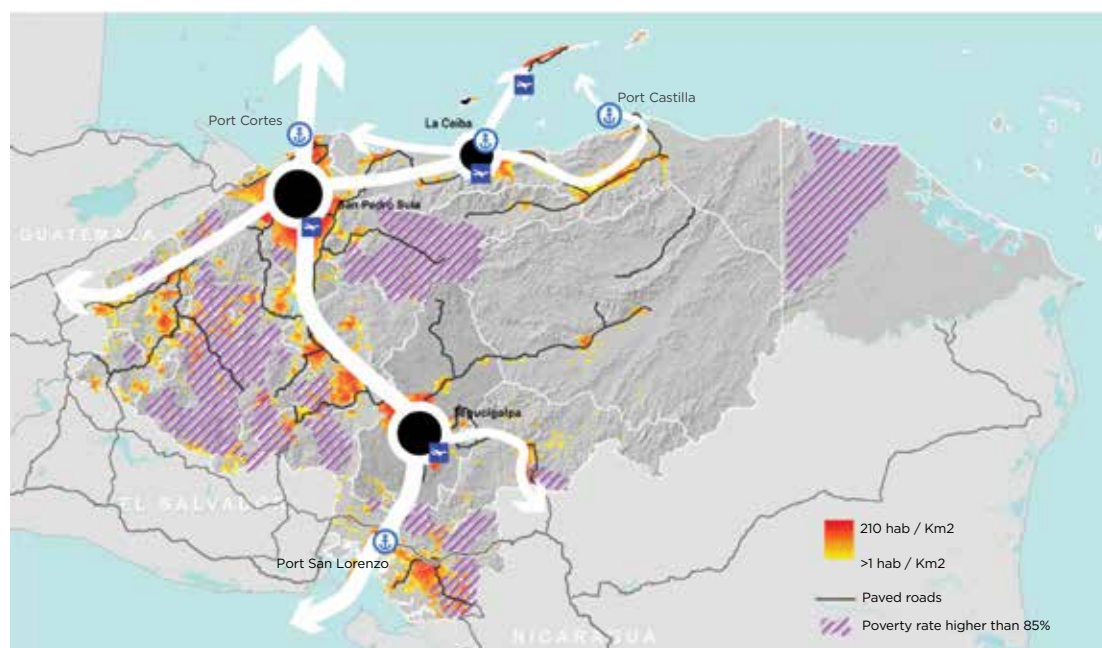 Port Castilla
Port Cortes
La Ceiba
San Pedro Sula
GUATEMALA
Tegucigalpa
EL SALVADOR
Port San Lorenzo
NICARAGUA
210 hab / Km2
>1 hab / Km2
Paved roads
Poverty rate higher than 85%